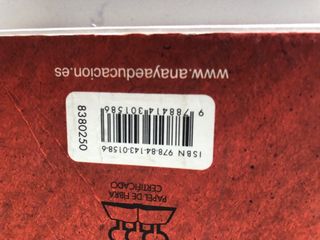 PAPEL DE FIBRA
CERTIFICADO
ISBN 978-84-143-0158-6
9 788414 301586
8380250
www.anayaeducacion.es